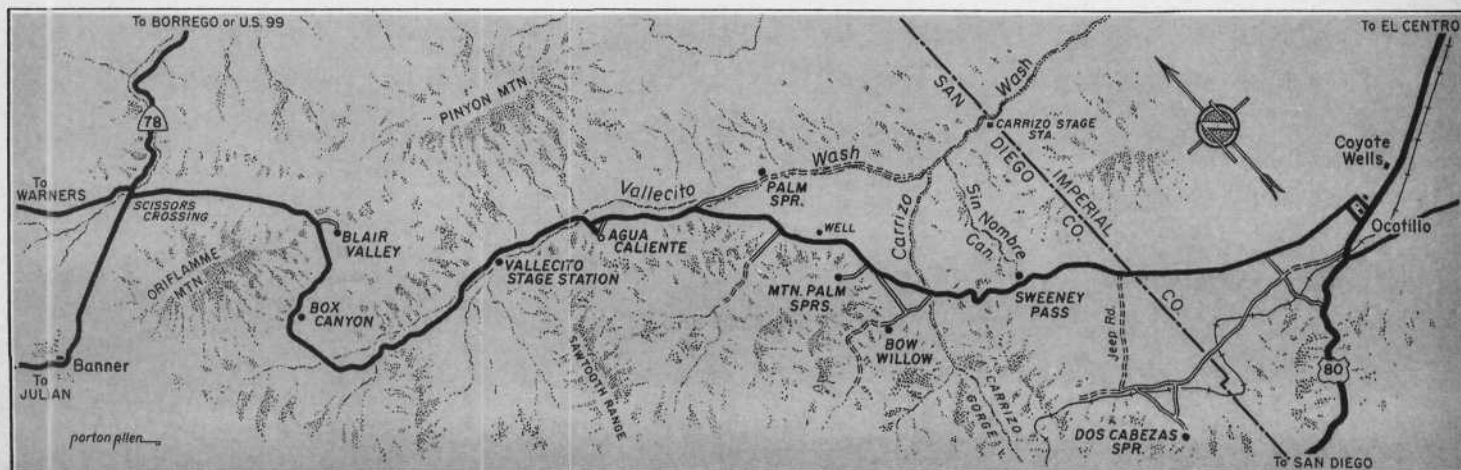 To BORREGO or U.S. 99
To EL CENTRO
78
PINYON MTN
SAN DIEGO
IMPERIAL CO
CO.
Wash
CARRIZO STAGE
STA.
Coyote
Wells
To
WARNERS
SCISSORS
CROSSING
Vallecito
Wash
PALM
SPR.
Ocotillo
BLAIR
VALLEY
AGUA
CALIENTE
WELL
Carrizo
Sin Nombre
Can.
ORIFLAMME
MTN.
VALLECITO
STAGE STATION
MTN. PALM
SPRS.
SWEENEY
PASS
BOX
CANYON
BOW
WILLOW
Jeep Rd.
80
Banner
To
JULIAN
SAWTOOTH RANGE
CARRIZO
GORGE
DOS CABEZAS
SPR.
To SAN DIEGO